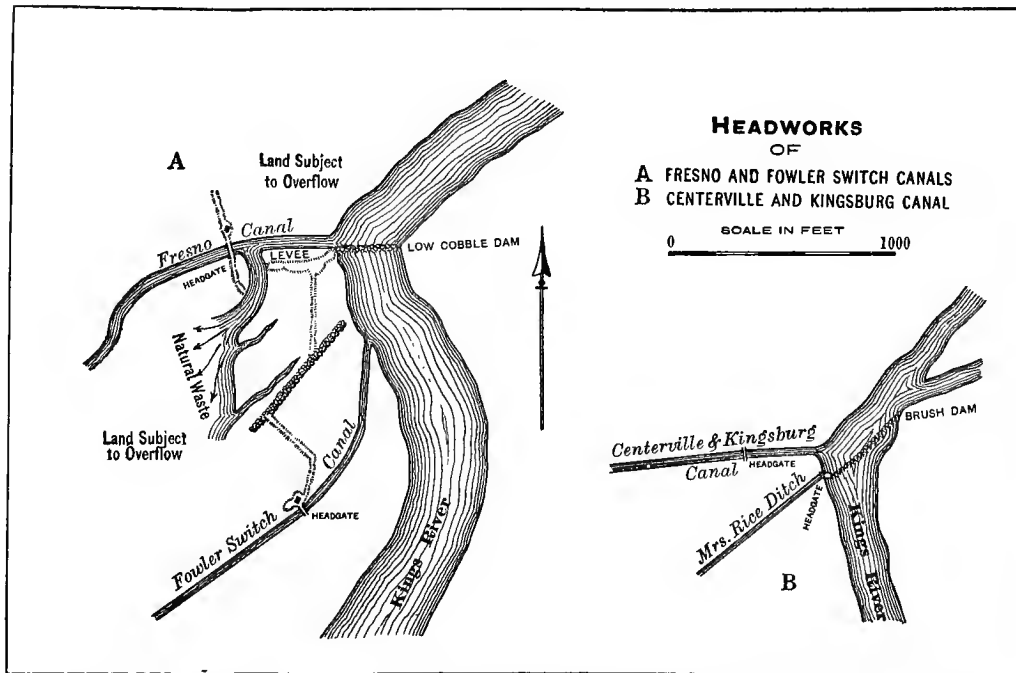 HEADWORKS
OF
A FRESNO AND FOWLER SWITCH CANALS
B CENTERVILLE AND KINGSBURG CANAL
SCALE IN FEET
0 1000
A
Land Subject
to Overflow
Fresno Canal
LEVEE
LOW COBBLE DAM
HEADGATE
Natural Waste
Land Subject
to Overflow
Canal
Fowler Switch
HEADGATE
Kings River
BRUSH DAM
Centerville & Kingsburg
Canal
HEADGATE
Mrs. Rice Ditch
HEADGATE
Kings River
B